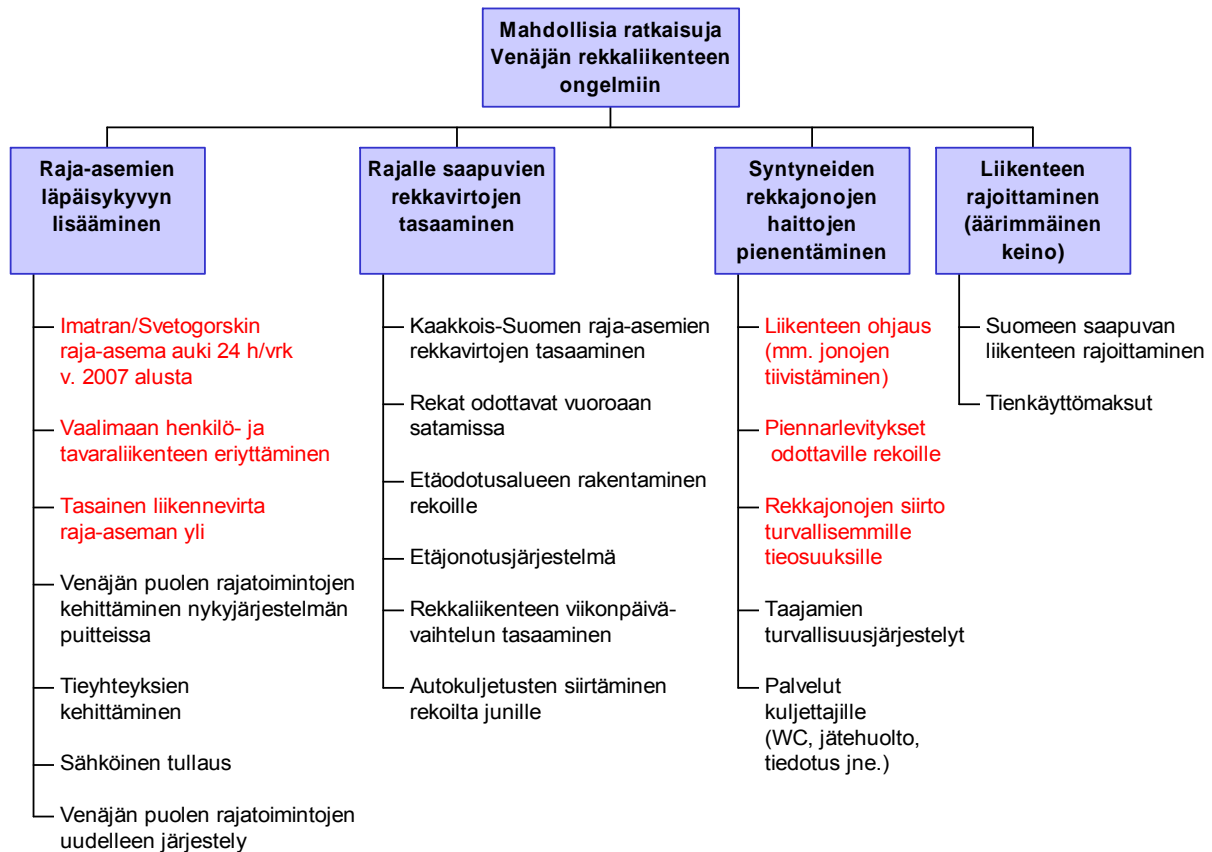 Mahdollisia ratkaisuja
Venäjän rekkaliikenteen
ongelmiin
Raja-asemien
läpäisykyvyn
lisääminen
Imatran/Svetogorskin
raja-asema auki 24 h/vrk
v. 2007 alusta
Vaalimaan henkilö- ja
tavaraliikenteen eriyttäminen
Tasainen liikennevirta
raja-aseman yli
Venäjän puolen rajatoimintojen
kehittäminen nykyjärjestelmän
puitteissa
Tieyhteyksien
kehittäminen
Sähköinen tullaus
Venäjän puolen rajatoimintojen
uudelleen järjestely
Rajalle saapuvien
rekkavirtojen
tasaaminen
Kaakkois-Suomen raja-asemien
rekkavirtojen tasaaminen
Rekat odottavat vuoroaan
satamissa
Etäodotusalueen rakentaminen
rekoille
Etäjonotusjärjestelmä
Rekkaliikenteen viikonpäivä-
vaihtelun tasaaminen
Autokuljetusten siirtäminen
rekoilta junille
Syntyneiden
rekkajonojen
haittojen
pienentäminen
Liikenteen ohjaus
(mm. jonojen
tiivistäminen)
Piennarlevitykset
odottaville rekoille
Rekkajonojen siirto
turvallisemmille
tieosuuksille
Taajamien
turvallisuusjärjestelyt
Palvelut
kuljettajille
(WC, jätehuolto,
tiedotus jne.)
Liikenteen
rajoittaminen
(äärimmäinen
keino)
Suomeen saapuvan
liikenteen rajoittaminen
Tienkäyttömaksut